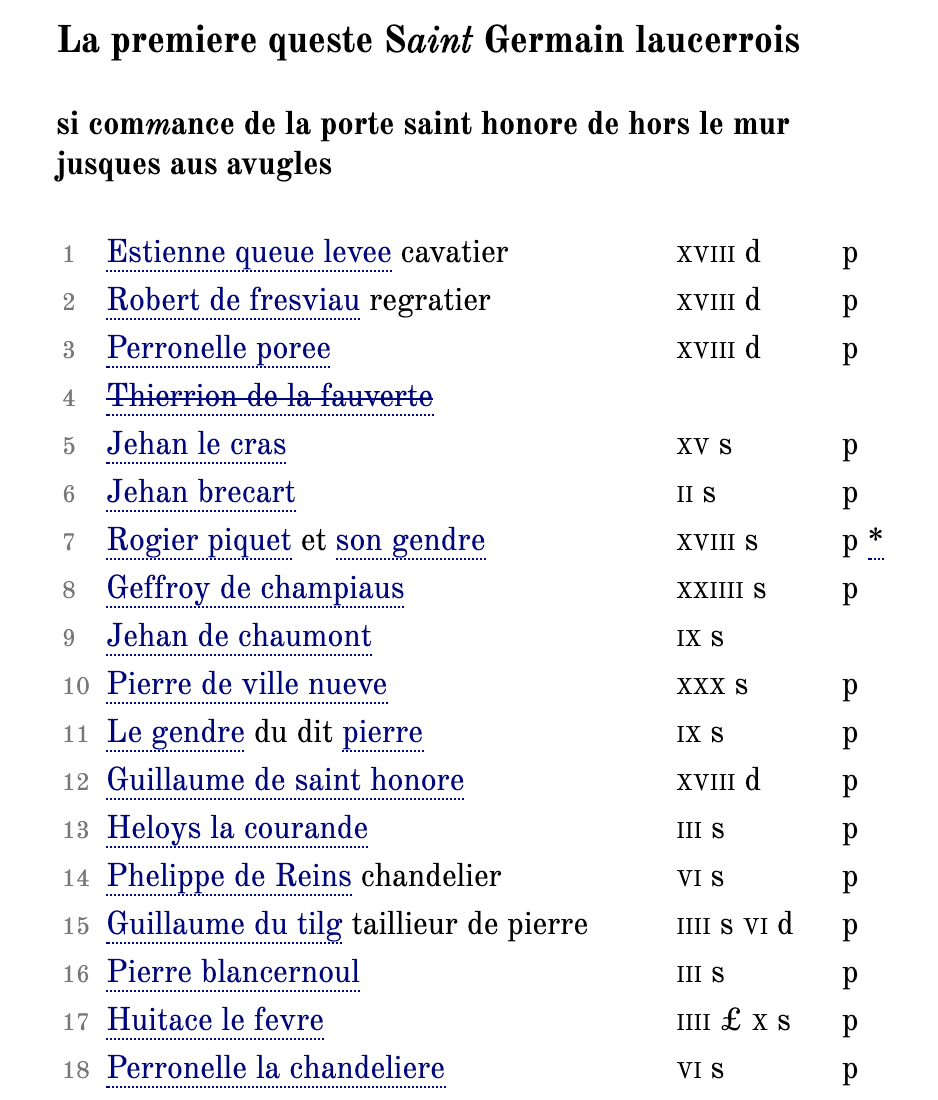 La premiere queste Saint Germain laucerrois
si commance de la porte saint honore de hors le mur
jusques aus avugles
1 Estienne queue levee cavatier XVIII d p
2 Robert de fresviau regratier XVIII d p
3 Perronelle poree XVIII d p
4 Thierrion de la fauverte
5 Jehan le cras XV s p
6 Jehan brecart II s p
7 Rogier piquet et son gendre XVIII s p *
8 Geffroy de champiaus XXIIII s p
9 Jehan de chaumont IX s
10 Pierre de ville nueve XXX s p
11 Le gendre du dit pierre IX s p
12 Guillaume de saint honore XVIII d p
13 Heloys la courande III s p
14 Phelippe de Reins chandelier VI s p
15 Guillaume du tilg taillieur de pierre IIII s VI d p
16 Pierre blancernoul III s p
17 Huitace le fevre IIII £ X s p
18 Perronelle la chandeliere VI s p